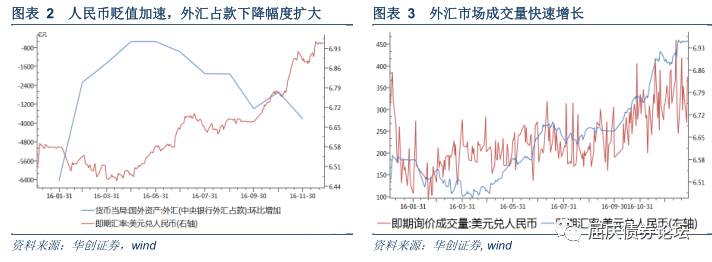 图表 2 人民币贬值加速，外汇占款下降幅度扩大
亿元
-800
-1600
-2400
-3200
-4000
-4800
-5600
-6400
6.93
6.86
6.79
6.72
6.65
6.58
6.51
6.44
16-01-31 16-03-31 16-05-31 16-07-31 16-09-30 16-11-30
货币当局:国外资产:外汇(中央银行外汇占款):环比增加
即期汇率:美元兑人民币(右轴)
资料来源：华创证券，wind
图表 3 外汇市场成交量快速增长
450
400
350
300
250
200
150
100
6.93
6.86
6.79
6.72
6.65
6.58
6.51
16-01-31 16-03-31 16-05-31 16-07-31 16-09-3016-10-31
即期询价成交量:美元兑人民币
即期汇率:美元兑人民币(右轴)
资料来源：华创证券, wind
屈庆债券论坛